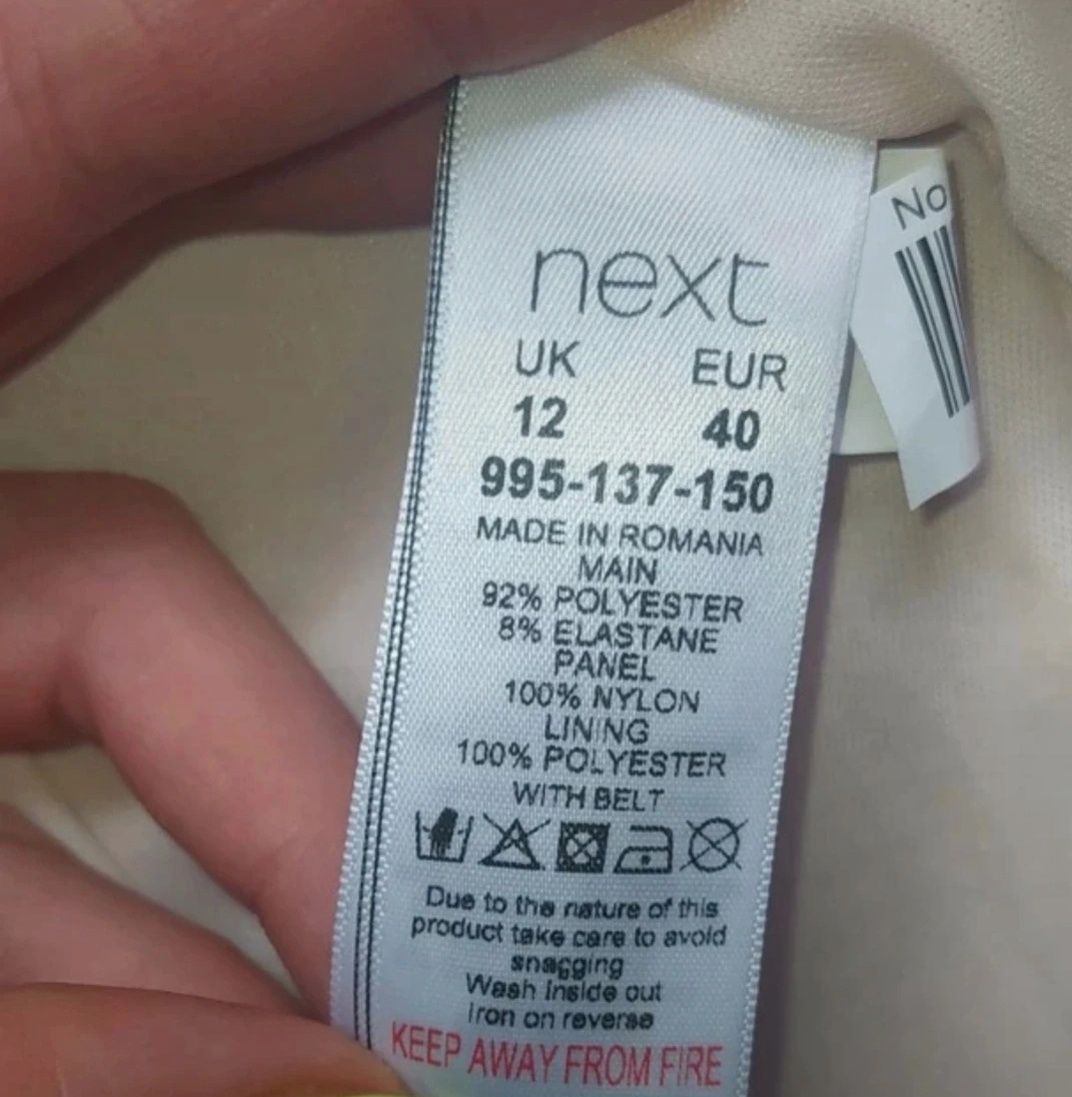 next
UK EUR
12 40
995-137-150
MADE IN ROMANIA
MAIN
92% POLYESTER
8% ELASTANE
PANEL
100% NYLON
LINING
100% POLYESTER
WITH BELT
Due to the nature of this
product take care to avoid
snagging
Wash inside out
Iron on reverse
KEEP AWAY FROM FIRE
No